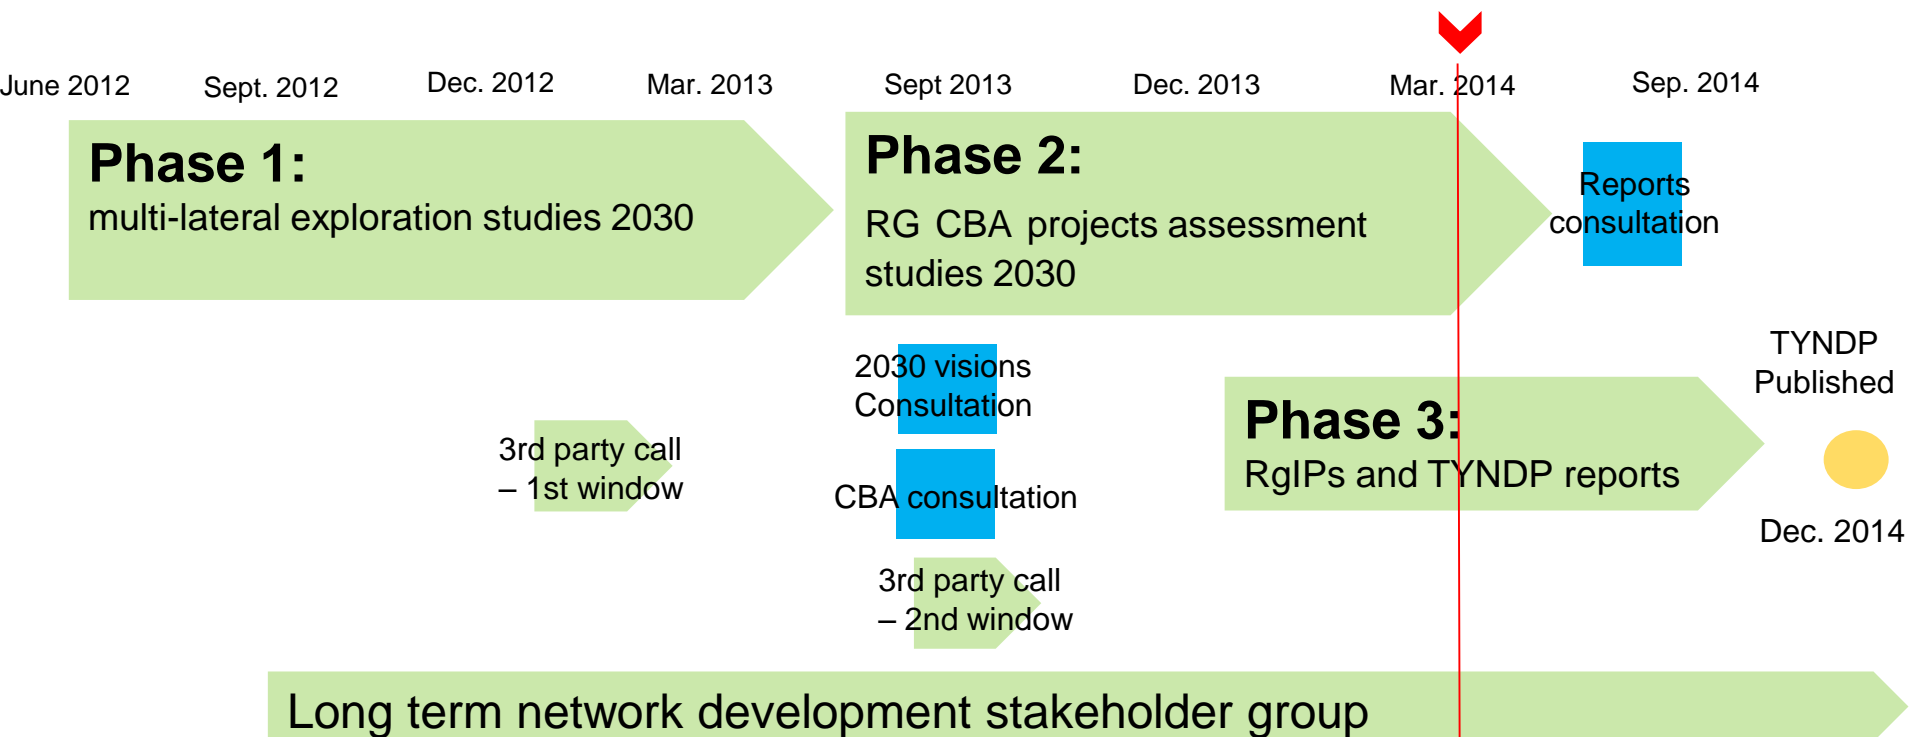 June 2012
Sept. 2012
Dec. 2012
Mar. 2013
Sept 2013
Dec. 2013
Mar. 2014
Sep. 2014
Phase 1:
multi-lateral exploration studies 2030
Phase 2:
RG CBA projects assessment
studies 2030
Reports
consultation
2030 visions
Consultation
3rd party call
– 1st window
CBA consultation
3rd party call
– 2nd window
Phase 3:
RgIPs and TYNDP reports
TYNDP
Published
Dec. 2014
Long term network development stakeholder group